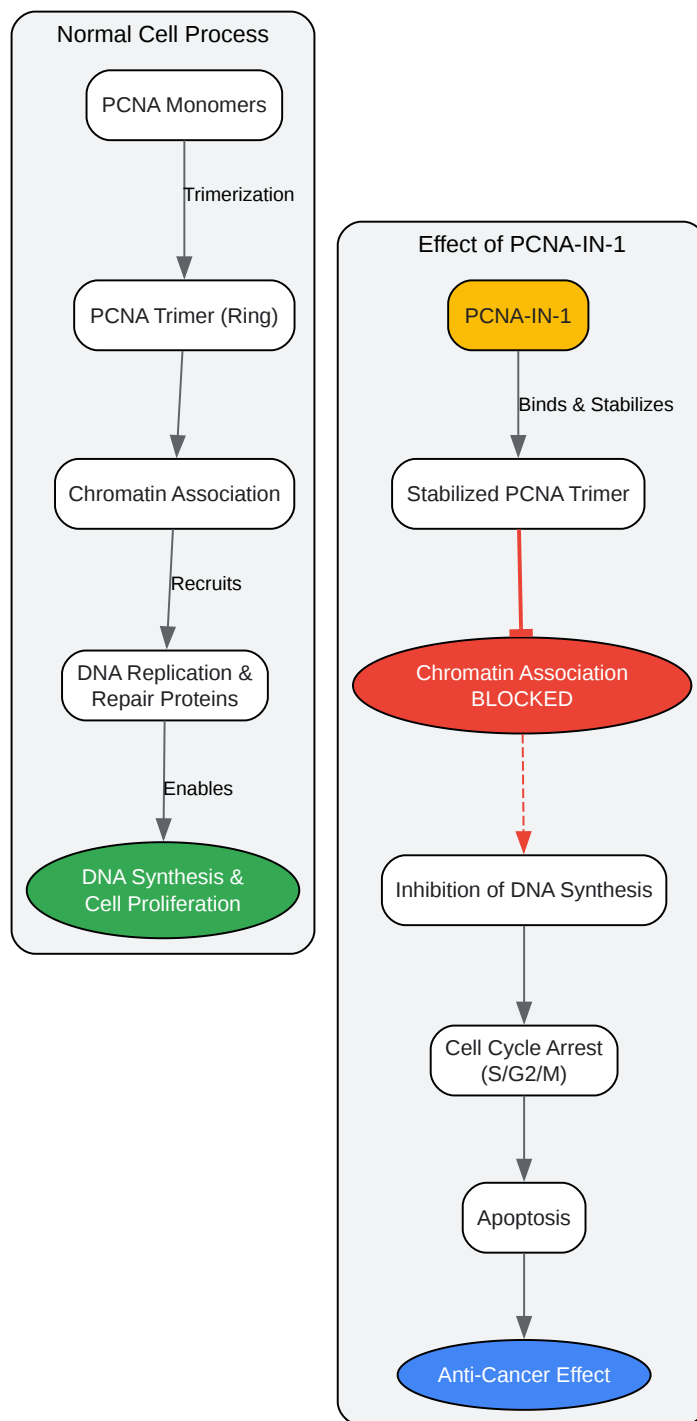 Normal Cell Process
PCNA Monomers
Trimerization
PCNA Trimer (Ring)
Chromatin Association
Recruits
DNA Replication &
Repair Proteins
Enables
DNA Synthesis &
Cell Proliferation
Effect of PCNA-IN-1
PCNA-IN-1
Binds & Stabilizes
Stabilized PCNA Trimer
Chromatin Association
BLOCKED
Inhibition of DNA Synthesis
Cell Cycle Arrest
(S/G2/M)
Apoptosis
Anti-Cancer Effect